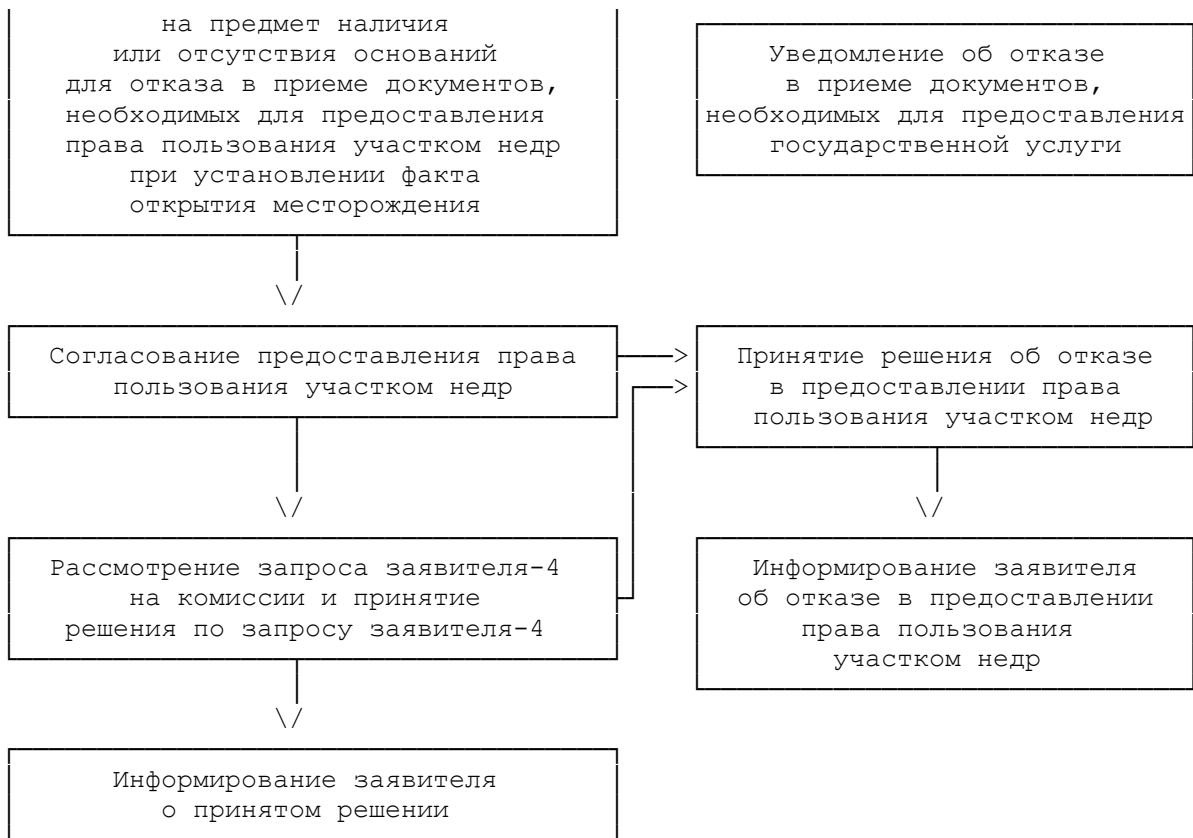 на предмет наличия
или отсутствия оснований
для отказа в приеме документов,
необходимых для предоставления
права пользования участком недр
при установлении факта
открытия месторождения
Уведомление об отказе
в приеме документов,
необходимых для предоставления
государственной услуги
Согласование предоставления права
пользования участком недр
Принятие решения об отказе
в предоставлении права
пользования участком недр
Рассмотрение запроса заявителя-4
на комиссии и принятие
решения по запросу заявителя-4
Информирование заявителя
об отказе в предоставлении
права пользования
участком недр
Информирование заявителя
о принятом решении